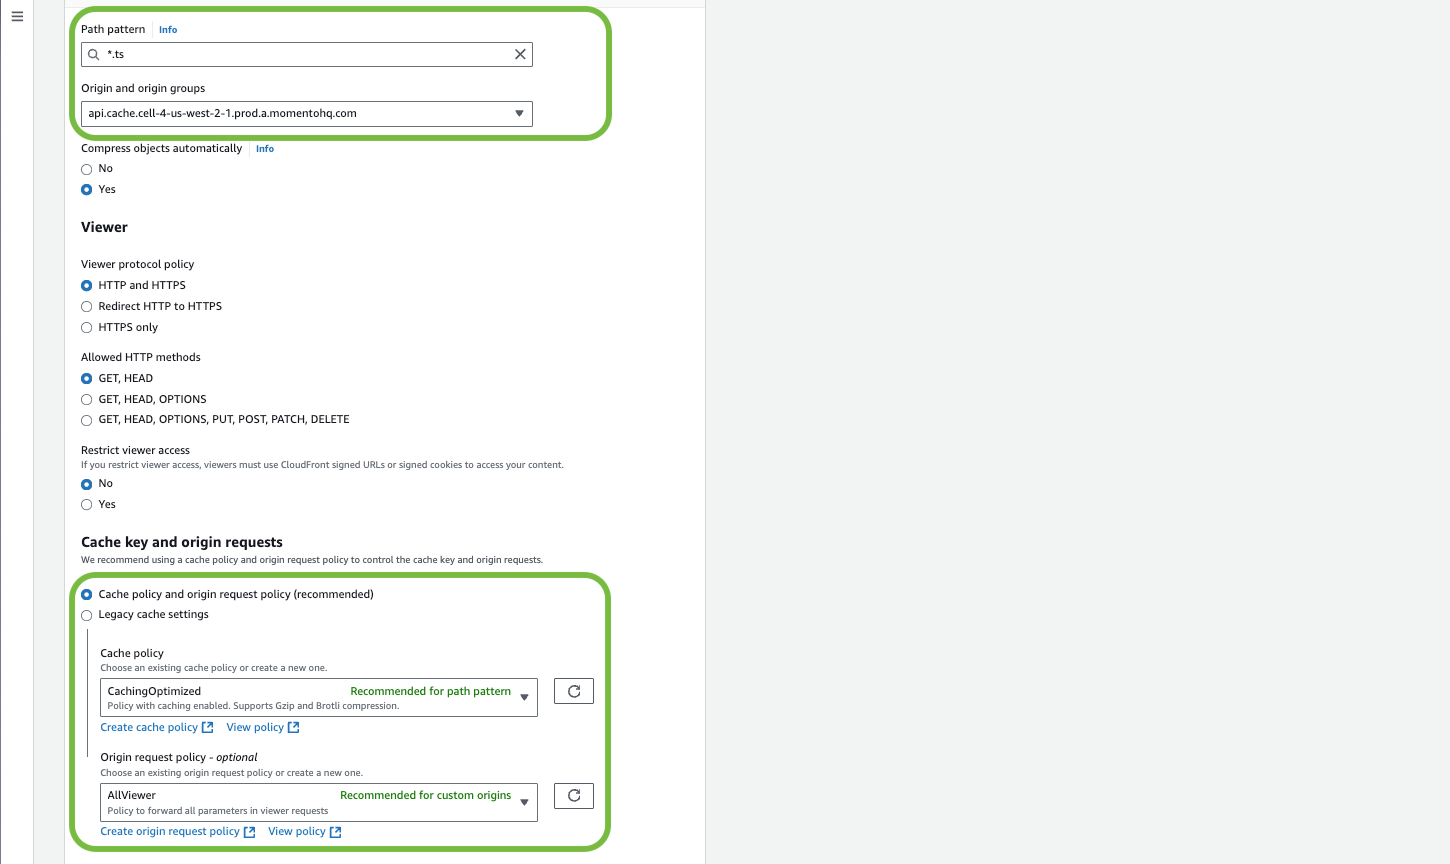 Path pattern Info
*.ts
Origin and origin groups
api.cache.cell-4-us-west-2-1.prod.a.momentohq.com
Compress objects automatically Info
No
Yes
Viewer
Viewer protocol policy
HTTP and HTTPS
Redirect HTTP to HTTPS
HTTPS only
Allowed HTTP methods
GET, HEAD
GET, HEAD, OPTIONS
GET, HEAD, OPTIONS, PUT, POST, PATCH, DELETE
Restrict viewer access
If you restrict viewer access, viewers must use CloudFront signed URLs or signed cookies to access your content.
No
Yes
Cache key and origin requests
We recommend using a cache policy and origin request policy to control the cache key and origin requests.
Cache policy and origin request policy (recommended)
Legacy cache settings
Cache policy
Choose an existing cache policy or create a new one.
CachingOptimized Recommended for path pattern
Policy with caching enabled. Supports Gzip and Brotli compression.
Create cache policy View policy
Origin request policy - optional
Choose an existing origin request policy or create a new one.
AllViewer Recommended for custom origins
Policy to forward all parameters in viewer requests
Create origin request policy View policy